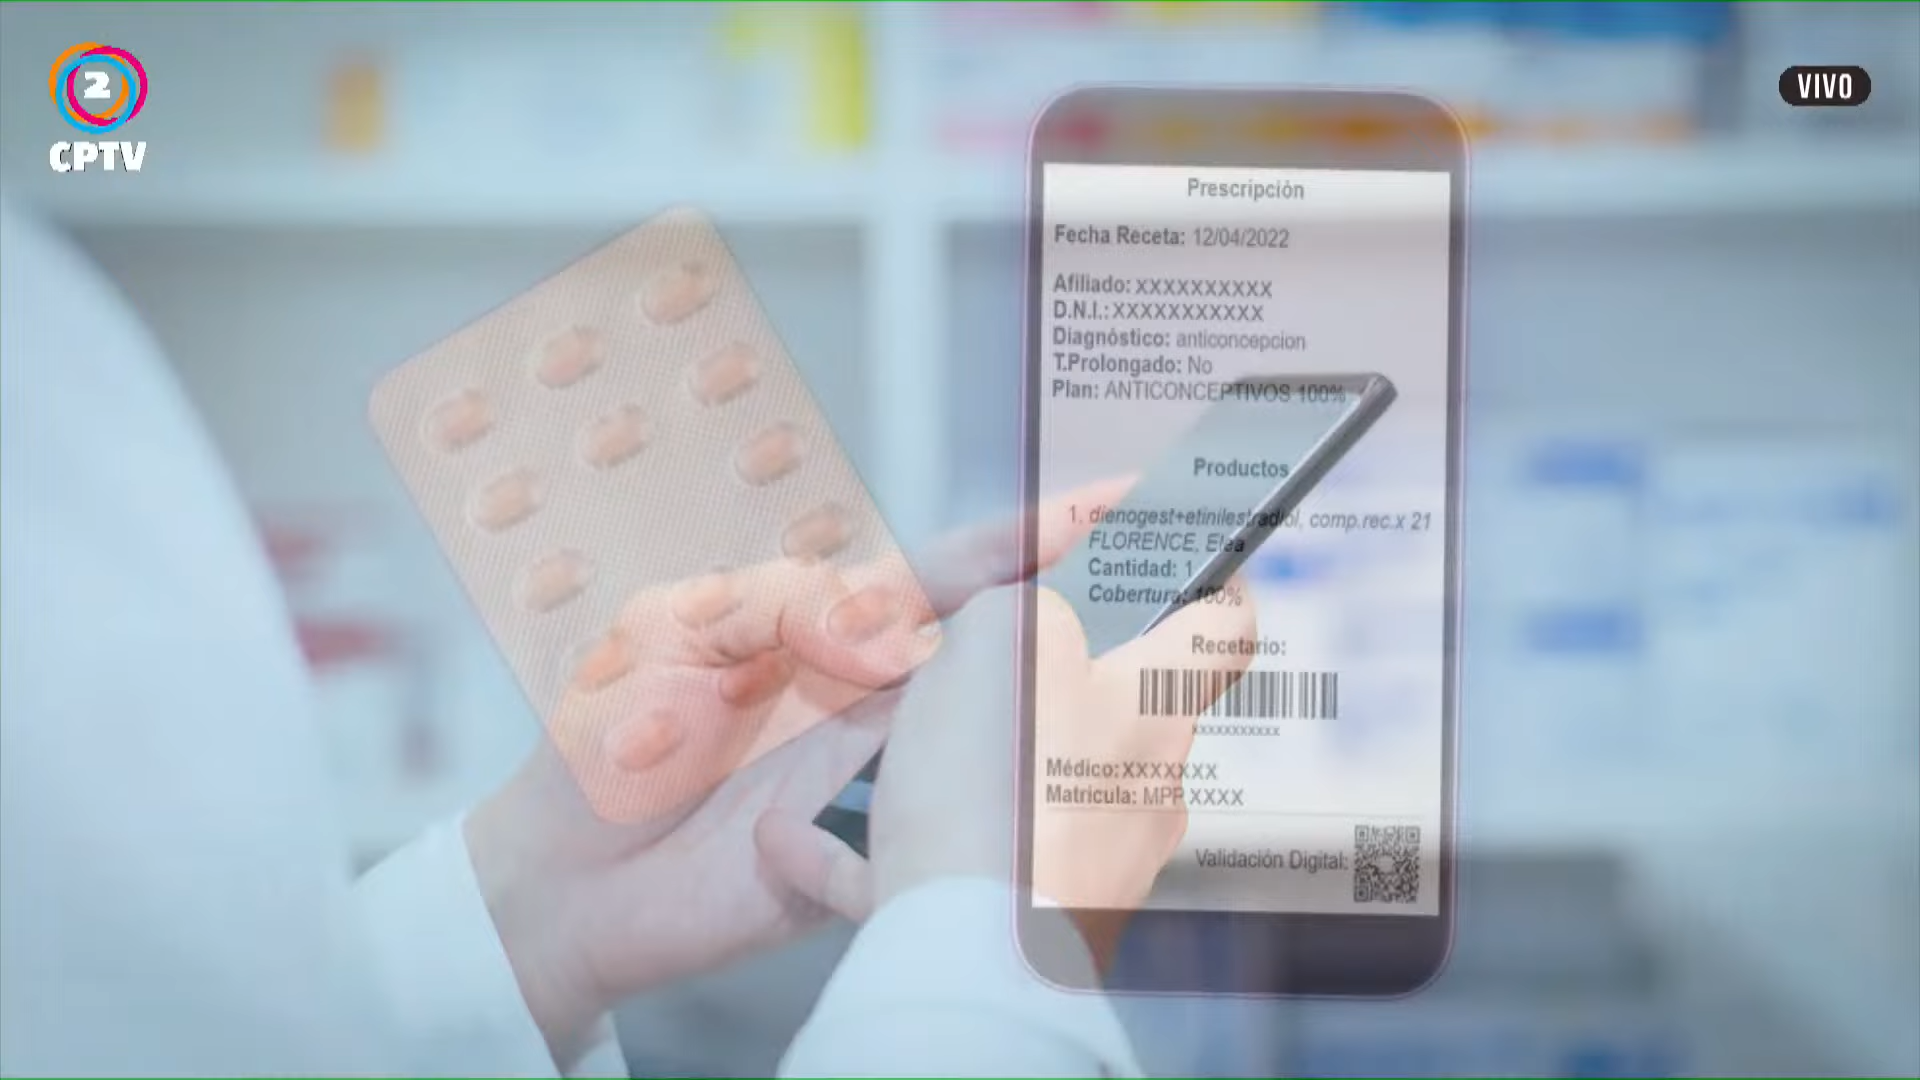 2
CPTV
VIVO
Prescripción
Fecha Receta: 12/04/2022
Afiliado: XXXXXXXXXX
D.N.I.: XXXXXXXXXXX
Diagnóstico: anticoncepcion
T.Prolongado: No
Plan: ANTICONCEPTIVOS 100%
Productos
1. dienogest+etinilestradiol, comp.rec.x 21
FLORENCE, Elea
Cantidad: 1
Cobertura: 100%
Recetario:
xxxxxxxxxxx
Médico: XXXXXXX
Matricula: MPP XXXX
Validación Digital: